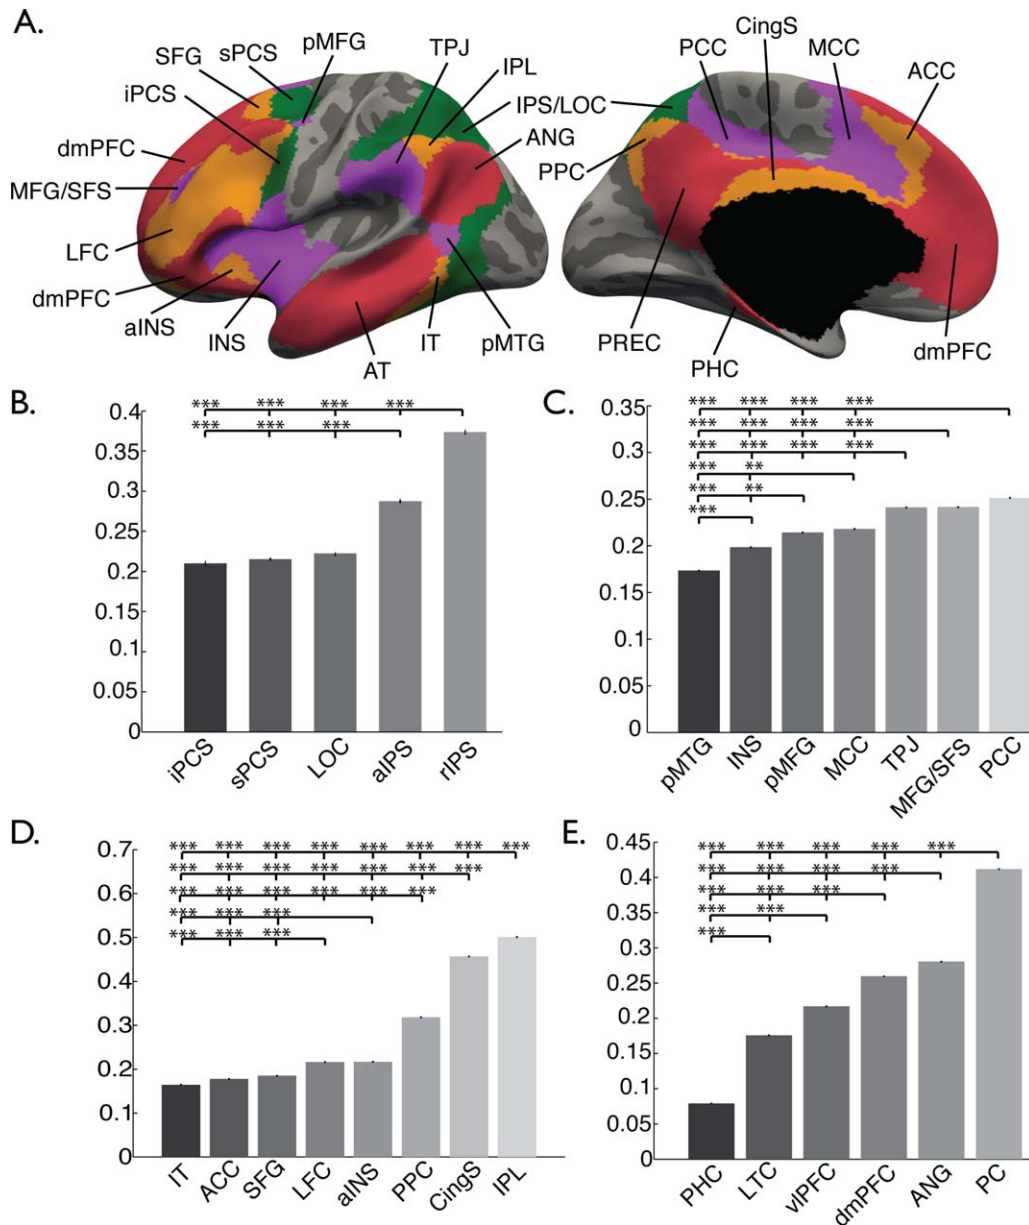 A.
SFG sPCS pMFG TPJ IPL
iPCS IPS/LOC
dmPFC ANG
MFG/SFS
LFC
dmPFC
aINS INS AT IT pMTG
PCC CingS MCC ACC
PPC
PREC PHC dmPFC
B.
0.4
0.35
0.3
0.25
0.2
0.15
0.1
0.05
0
*** *** *** ***
*** *** ***
iPCS sPCS LOC aIPS rIPS
C.
0.35
0.3
0.25
0.2
0.15
0.1
0.05
0
*** *** *** ***
*** *** *** ***
*** *** *** ***
*** **
*** **
***
pMTG INS pMFG MCC TPJ MFG/SFS PCC
D.
0.7
0.6
0.5
0.4
0.3
0.2
0.1
0
*** *** *** *** *** *** ***
*** *** *** *** *** *** ***
*** *** *** *** *** ***
*** *** ***
*** *** ***
IT ACC SFG LFC aINS PPC CingS IPL
E.
0.45
0.4
0.35
0.3
0.25
0.2
0.15
0.1
0.05
0
*** *** *** *** ***
*** *** *** ***
*** *** ***
*** ***
***
PHC LTC vlPFC dmPFC ANG PC